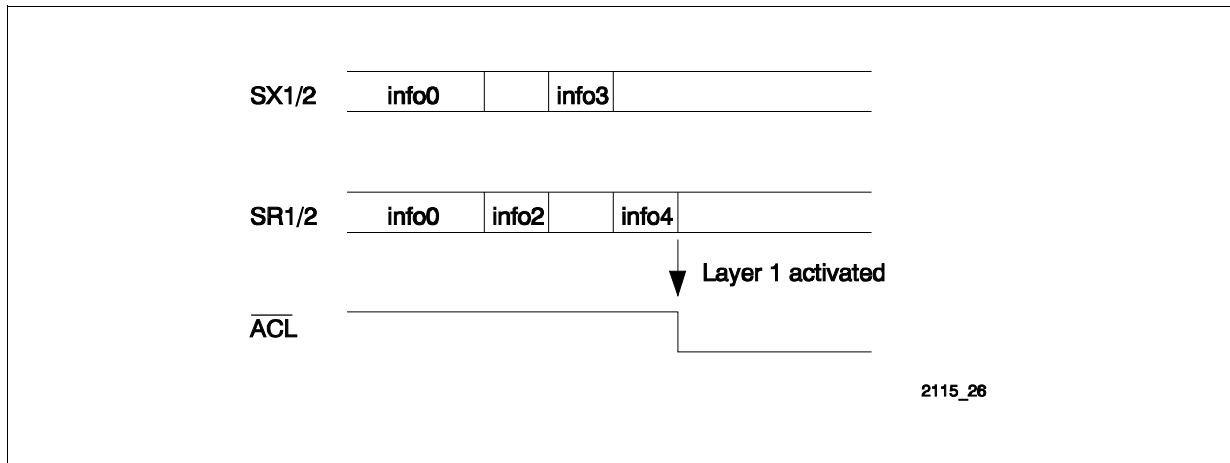 SX1/2 info0 info3
SR1/2 info0 info2 info4
Layer 1 activated
ACL
2115_26